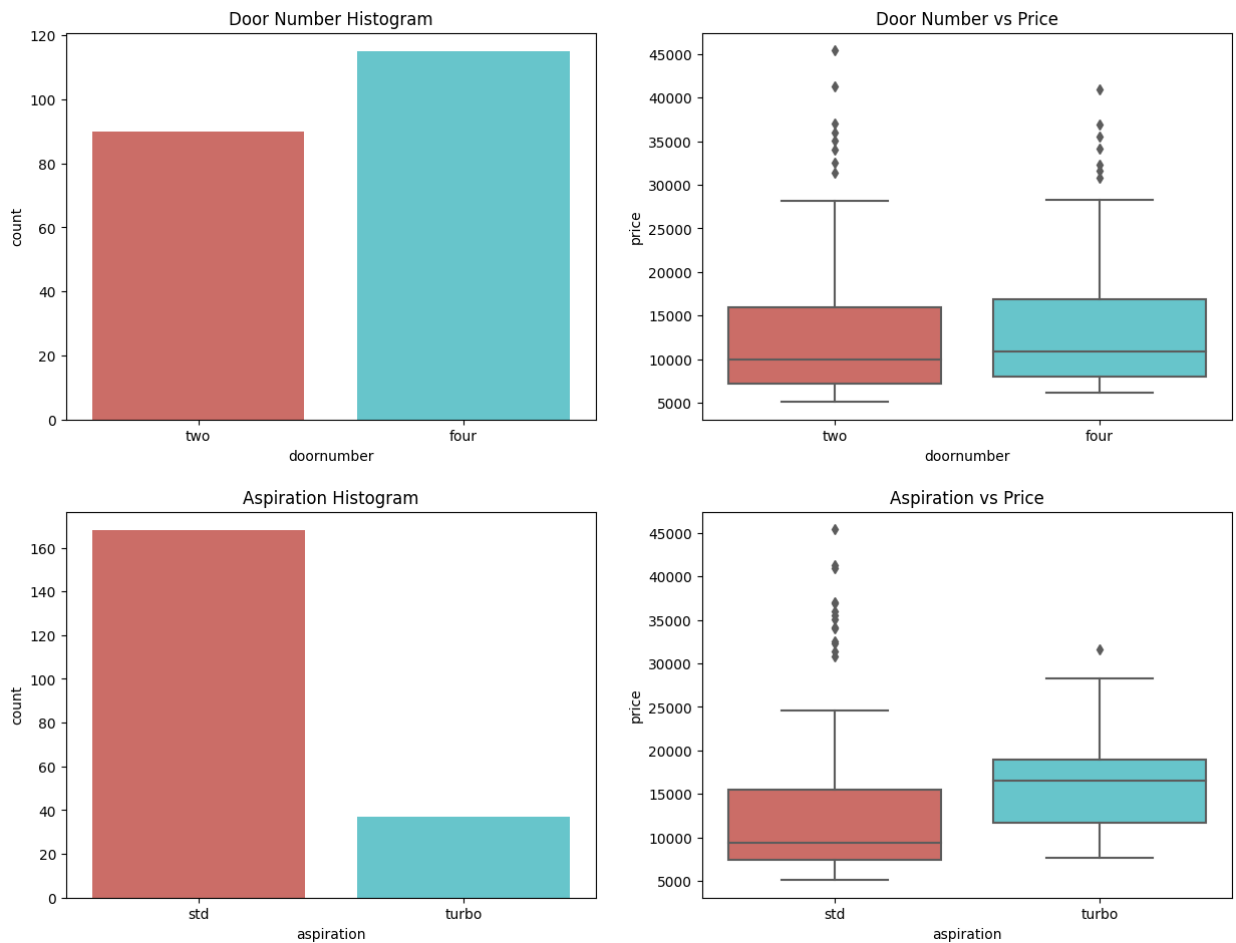 Door Number Histogram
120
100
80
60
40
20
0
count
two
four
doornumber
Door Number vs Price
45000
40000
35000
30000
25000
20000
15000
10000
5000
price
two
four
doornumber
Aspiration Histogram
160
140
120
100
80
60
40
20
0
count
std
turbo
aspiration
Aspiration vs Price
45000
40000
35000
30000
25000
20000
15000
10000
5000
price
std
turbo
aspiration